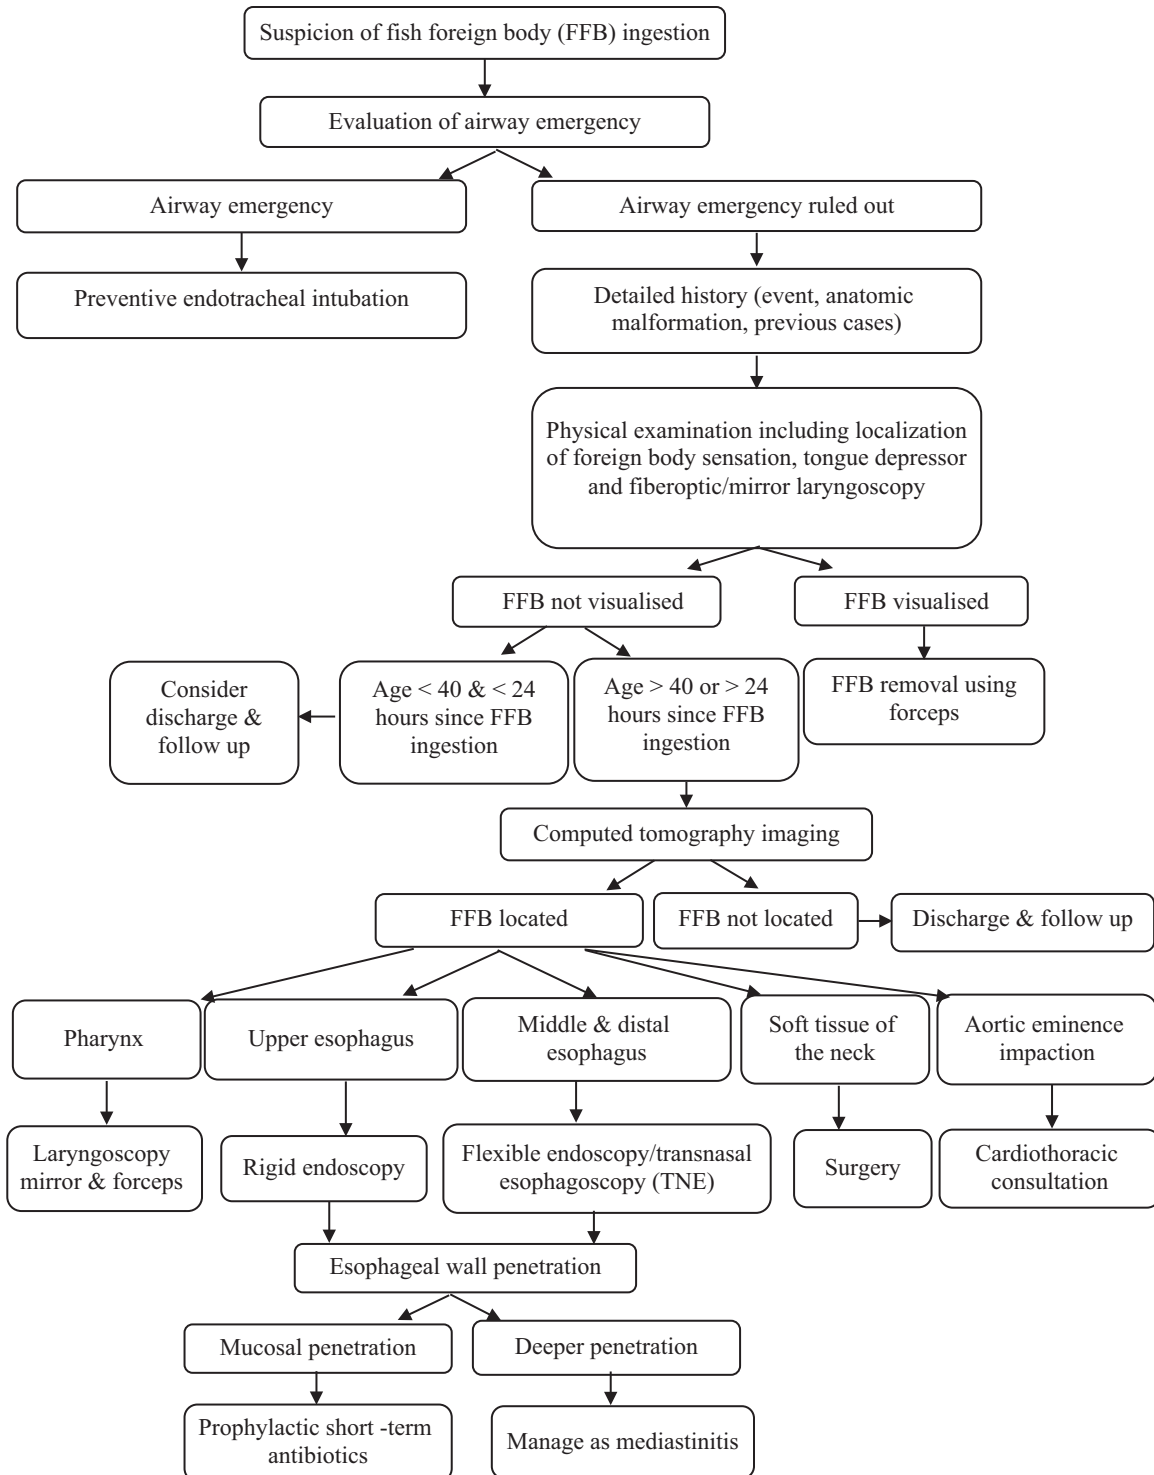 Suspicion of fish foreign body (FFB) ingestion
Evaluation of airway emergency
Airway emergency
Airway emergency ruled out
Preventive endotracheal intubation
Detailed history (event, anatomic
malformation, previous cases)
Physical examination including localization
of foreign body sensation, tongue depressor
and fiberoptic/mirror laryngoscopy
FFB not visualised
FFB visualised
Consider
discharge &
follow up
Age < 40 & < 24
hours since FFB
ingestion
Age > 40 or > 24
hours since FFB
ingestion
FFB removal using
forceps
Computed tomography imaging
FFB located
FFB not located
Discharge & follow up
Pharynx
Upper esophagus
Middle & distal
esophagus
Soft tissue of
the neck
Aortic eminence
impaction
Laryngoscopy
mirror & forceps
Rigid endoscopy
Flexible endoscopy/transnasal
esophagoscopy (TNE)
Surgery
Cardiothoracic
consultation
Esophageal wall penetration
Mucosal penetration
Deeper penetration
Prophylactic short -term
antibiotics
Manage as mediastinitis